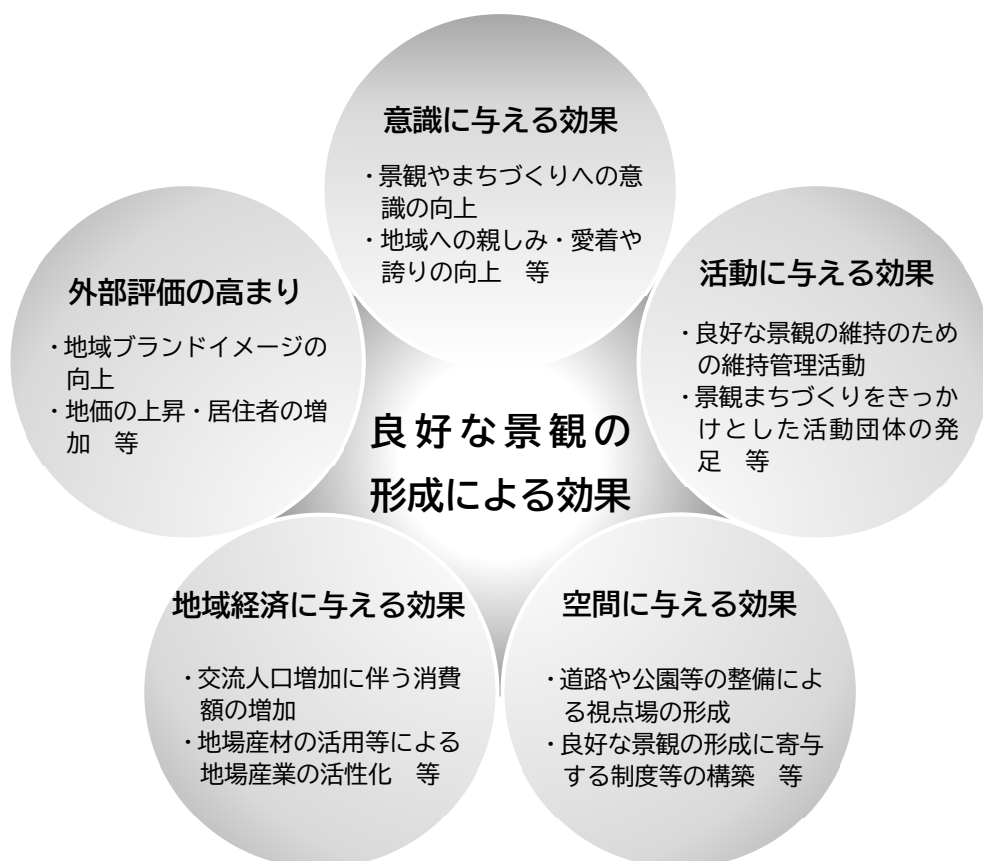 意識に与える効果
・景観やまちづくりへの意
識の向上
・地域への親しみ・愛着や
誇りの向上　等
活動に与える効果
・良好な景観の維持のため
の維持管理活動
・景観まちづくりをきっか
けとした活動団体の発
足　等
外部評価の高まり
・地域ブランドイメージの
向上
・地価の上昇・居住者の増
加　等
良好な景観の
形成による効果
地域経済に与える効果
・交流人口増加に伴う消費
額の増加
・地場産材の活用等による
地場産業の活性化　等
空間に与える効果
・道路や公園等の整備によ
る視点場の形成
・良好な景観の形成に寄与
する制度等の構築　等